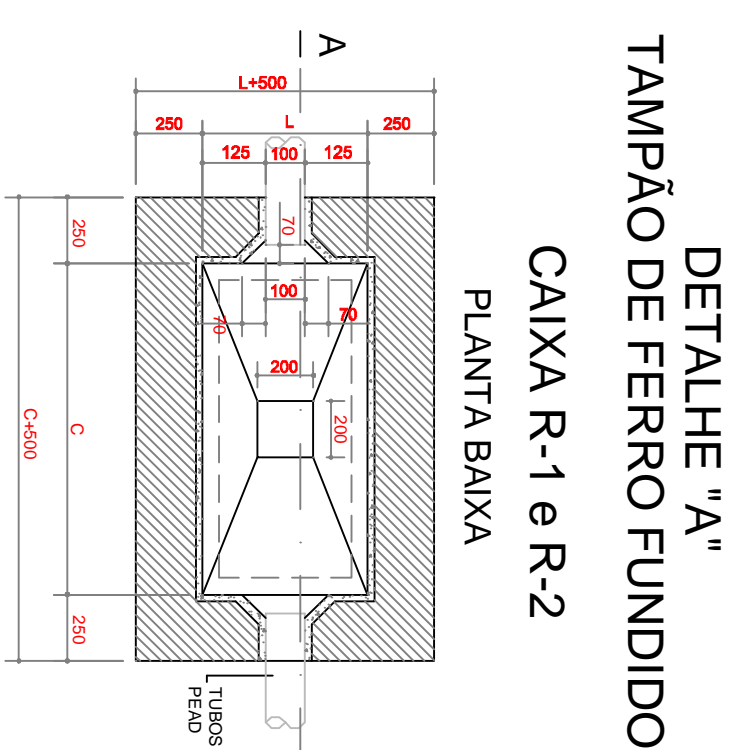 DETALHE "A"
TAMPÃO DE FERRO FUNDIDO
CAIXA R-1 e R-2
PLANTA BAIXA
A
L+500
250
L
250
125
100
125
250
70
100
70
70
200
200
C
C+500
250
TUBOS
PEAD